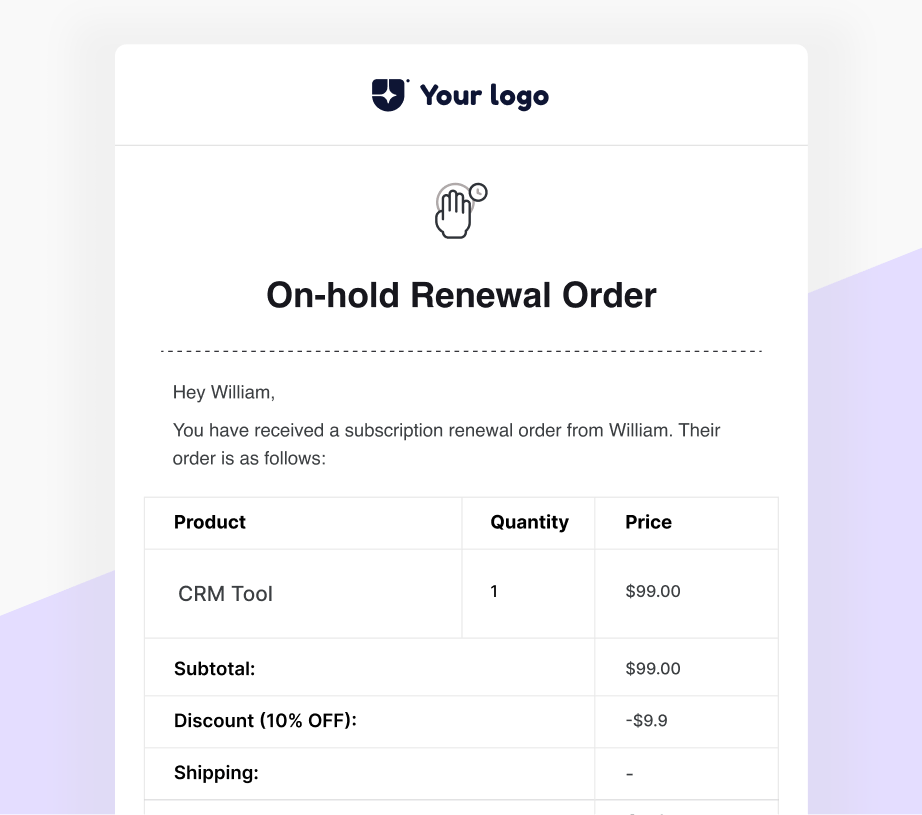 Your logo
On-hold Renewal Order
Hey William,
You have received a subscription renewal order from William. Their
order is as follows:
Product Quantity Price
CRM Tool 1 $99.00
Subtotal: $99.00
Discount (10% OFF): -$9.9
Shipping: -